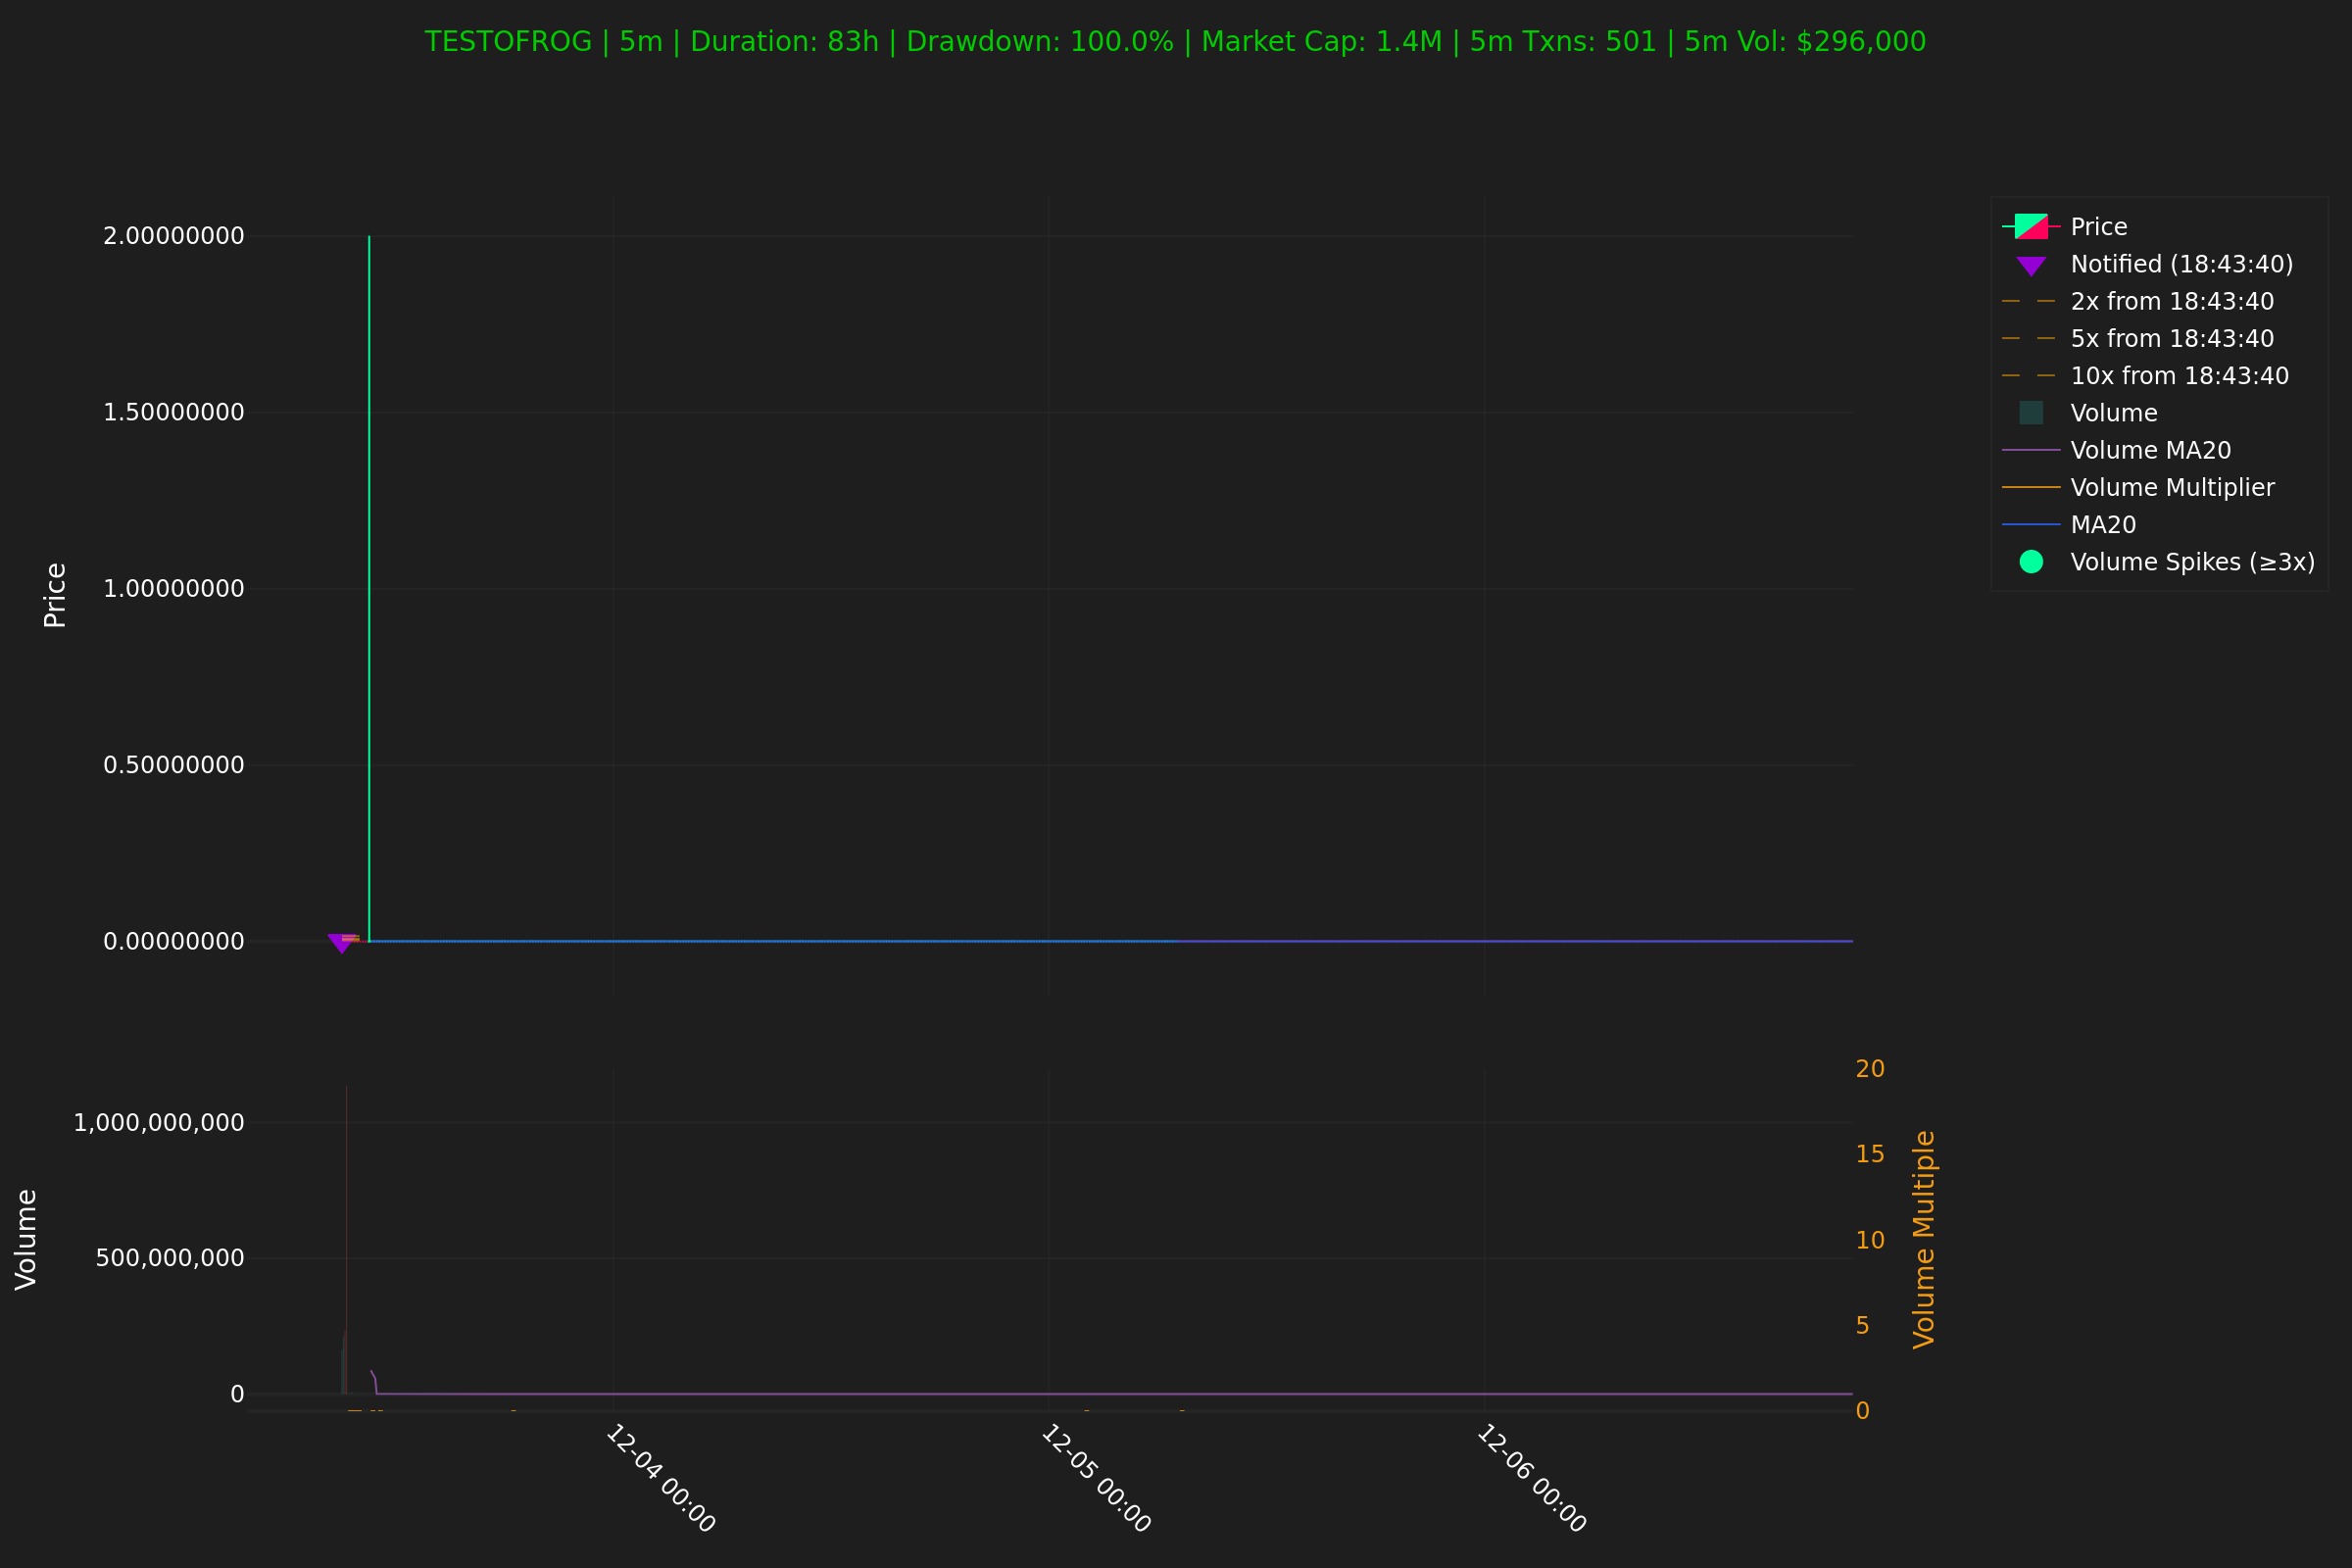 TESTOFROG | 5m | Duration: 83h | Drawdown: 100.0% | Market Cap: 1.4M | 5m Txns: 501 | 5m Vol: $296,000
Price
2.00000000
1.50000000
1.00000000
0.50000000
0.00000000
Price
Notified (18:43:40)
2x from 18:43:40
5x from 18:43:40
10x from 18:43:40
Volume
Volume MA20
Volume Multiplier
MA20
Volume Spikes (≥3x)
Volume
1,000,000,000
500,000,000
0
20
15
10
5
0
Volume Multiple
12-04 00:00
12-05 00:00
12-06 00:00